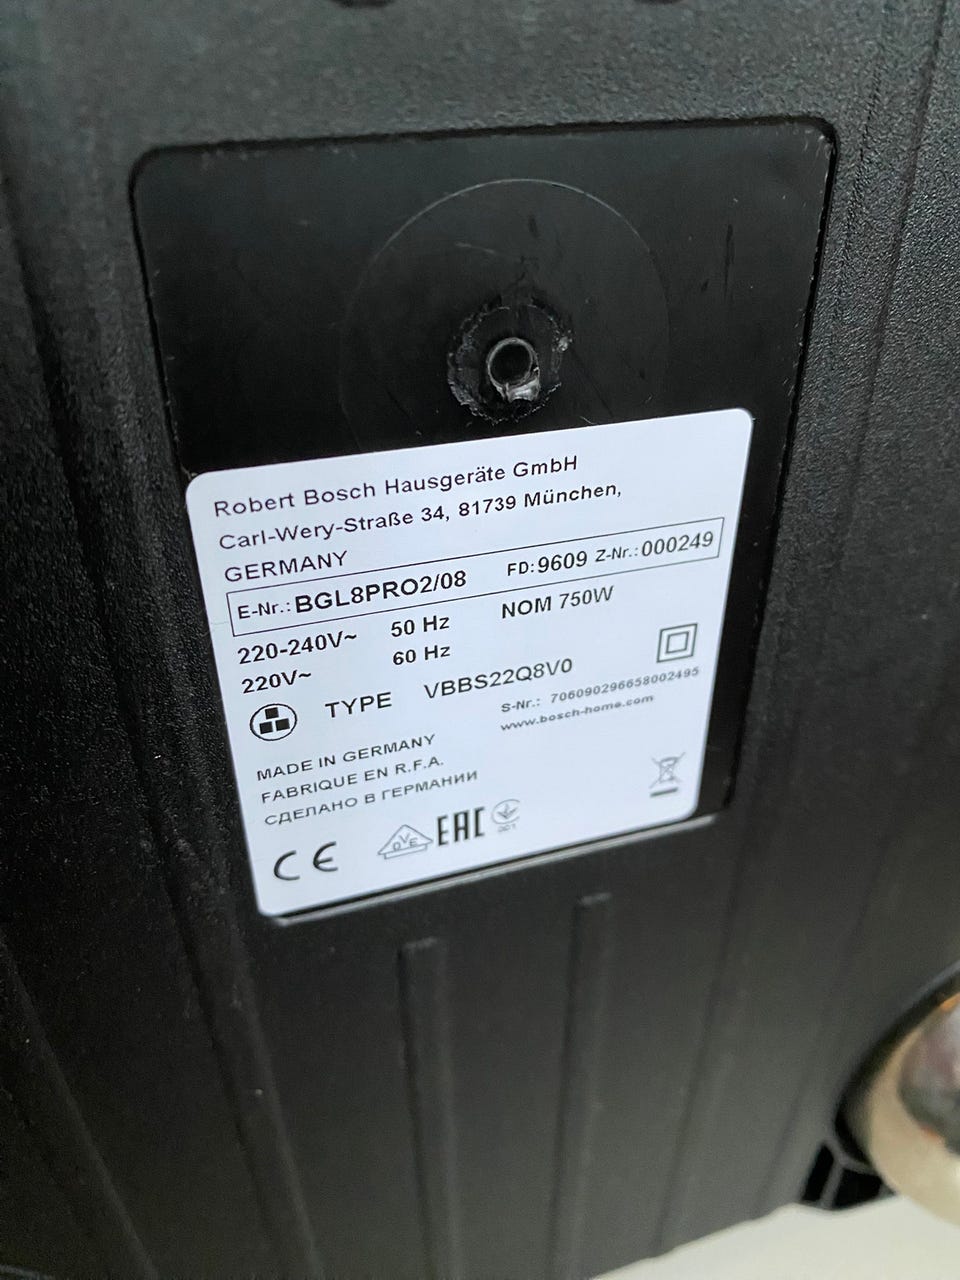 Robert Bosch Hausgeräte GmbH
Carl-Wery-Straße 34, 81739 München,
GERMANY
E-Nr.: BGL8PRO2/08 FD: 9609 Z-Nr.: 000249
220-240V~ 50 Hz NOM 750W
220V~ 60 Hz
TYPE VBBS22Q8V0
S-Nr.: 706090296658002495
www.bosch-home.com
MADE IN GERMANY
FABRIQUE EN R.F.A.
СДЕЛАНО В ГЕРМАНИИ
CE OVE EAC 001